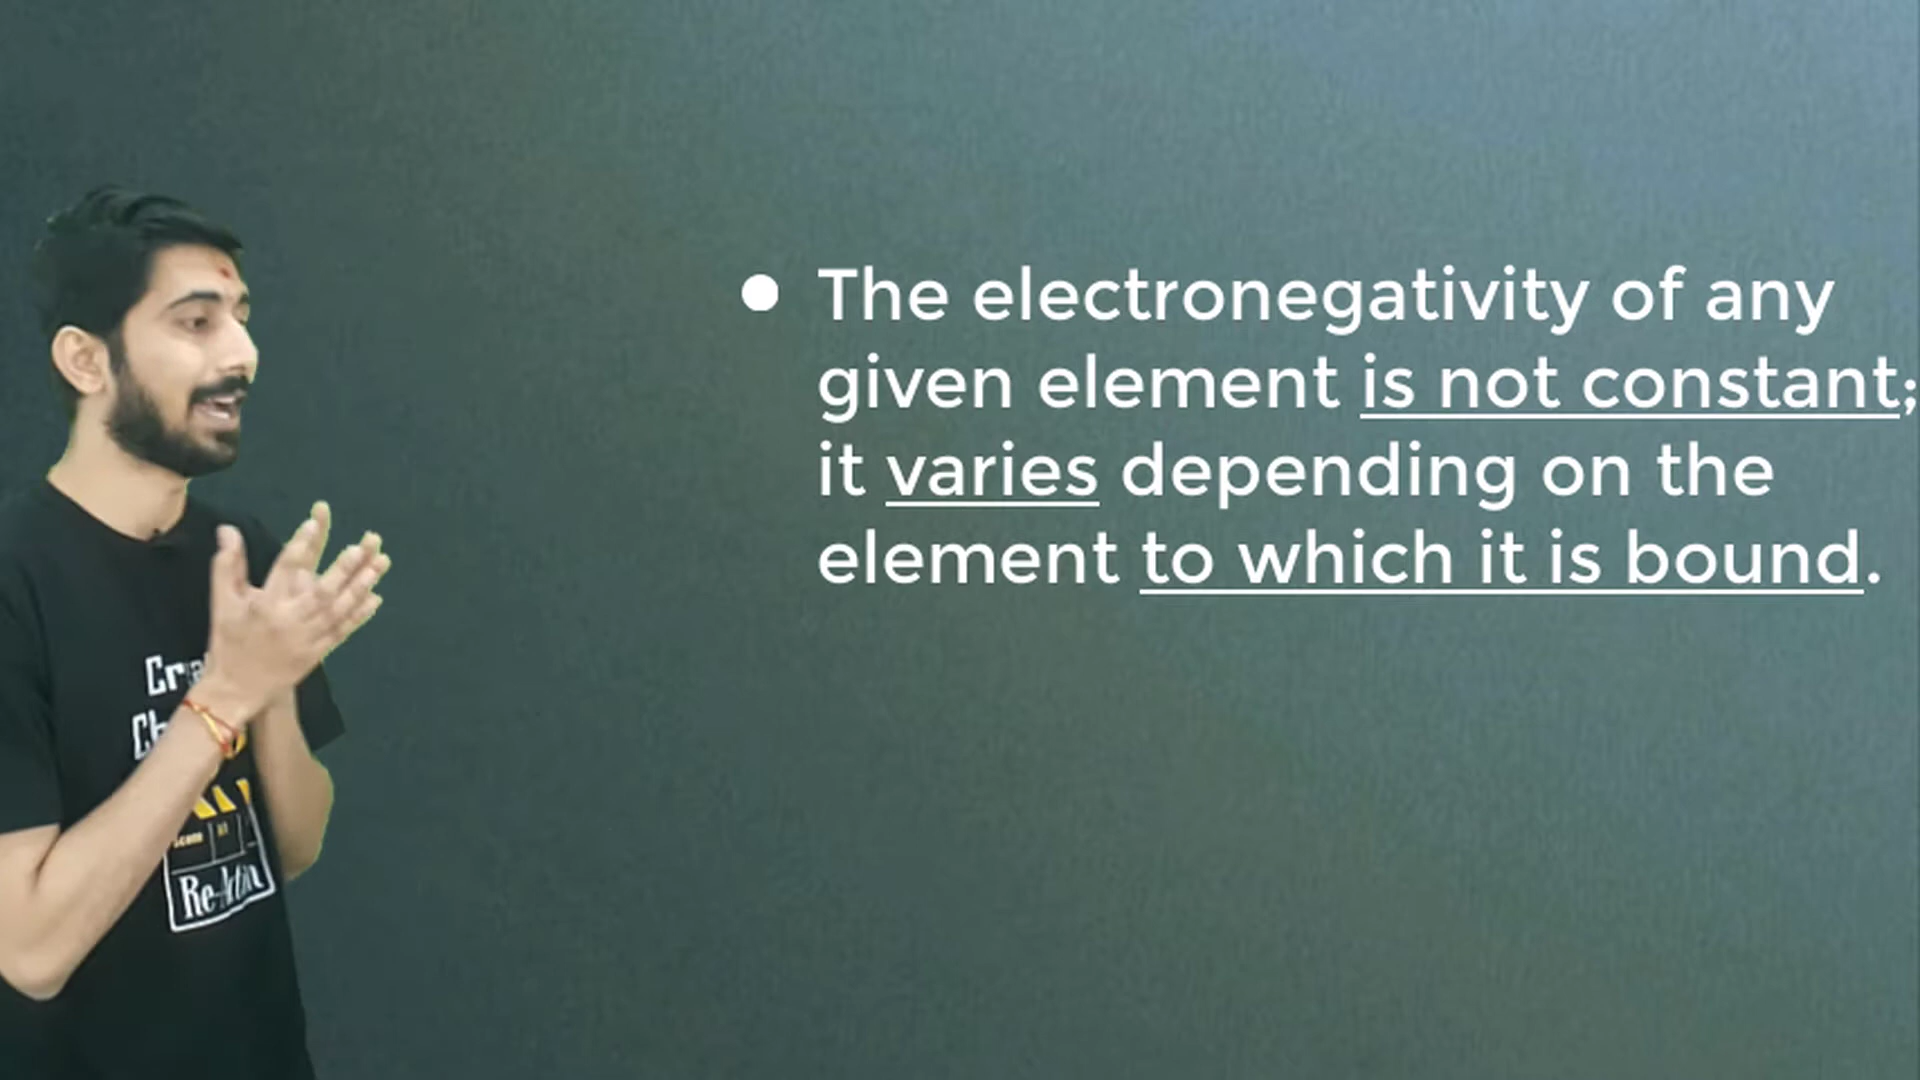 The electronegativity of any
given element is not constant;
it varies depending on the
element to which it is bound.